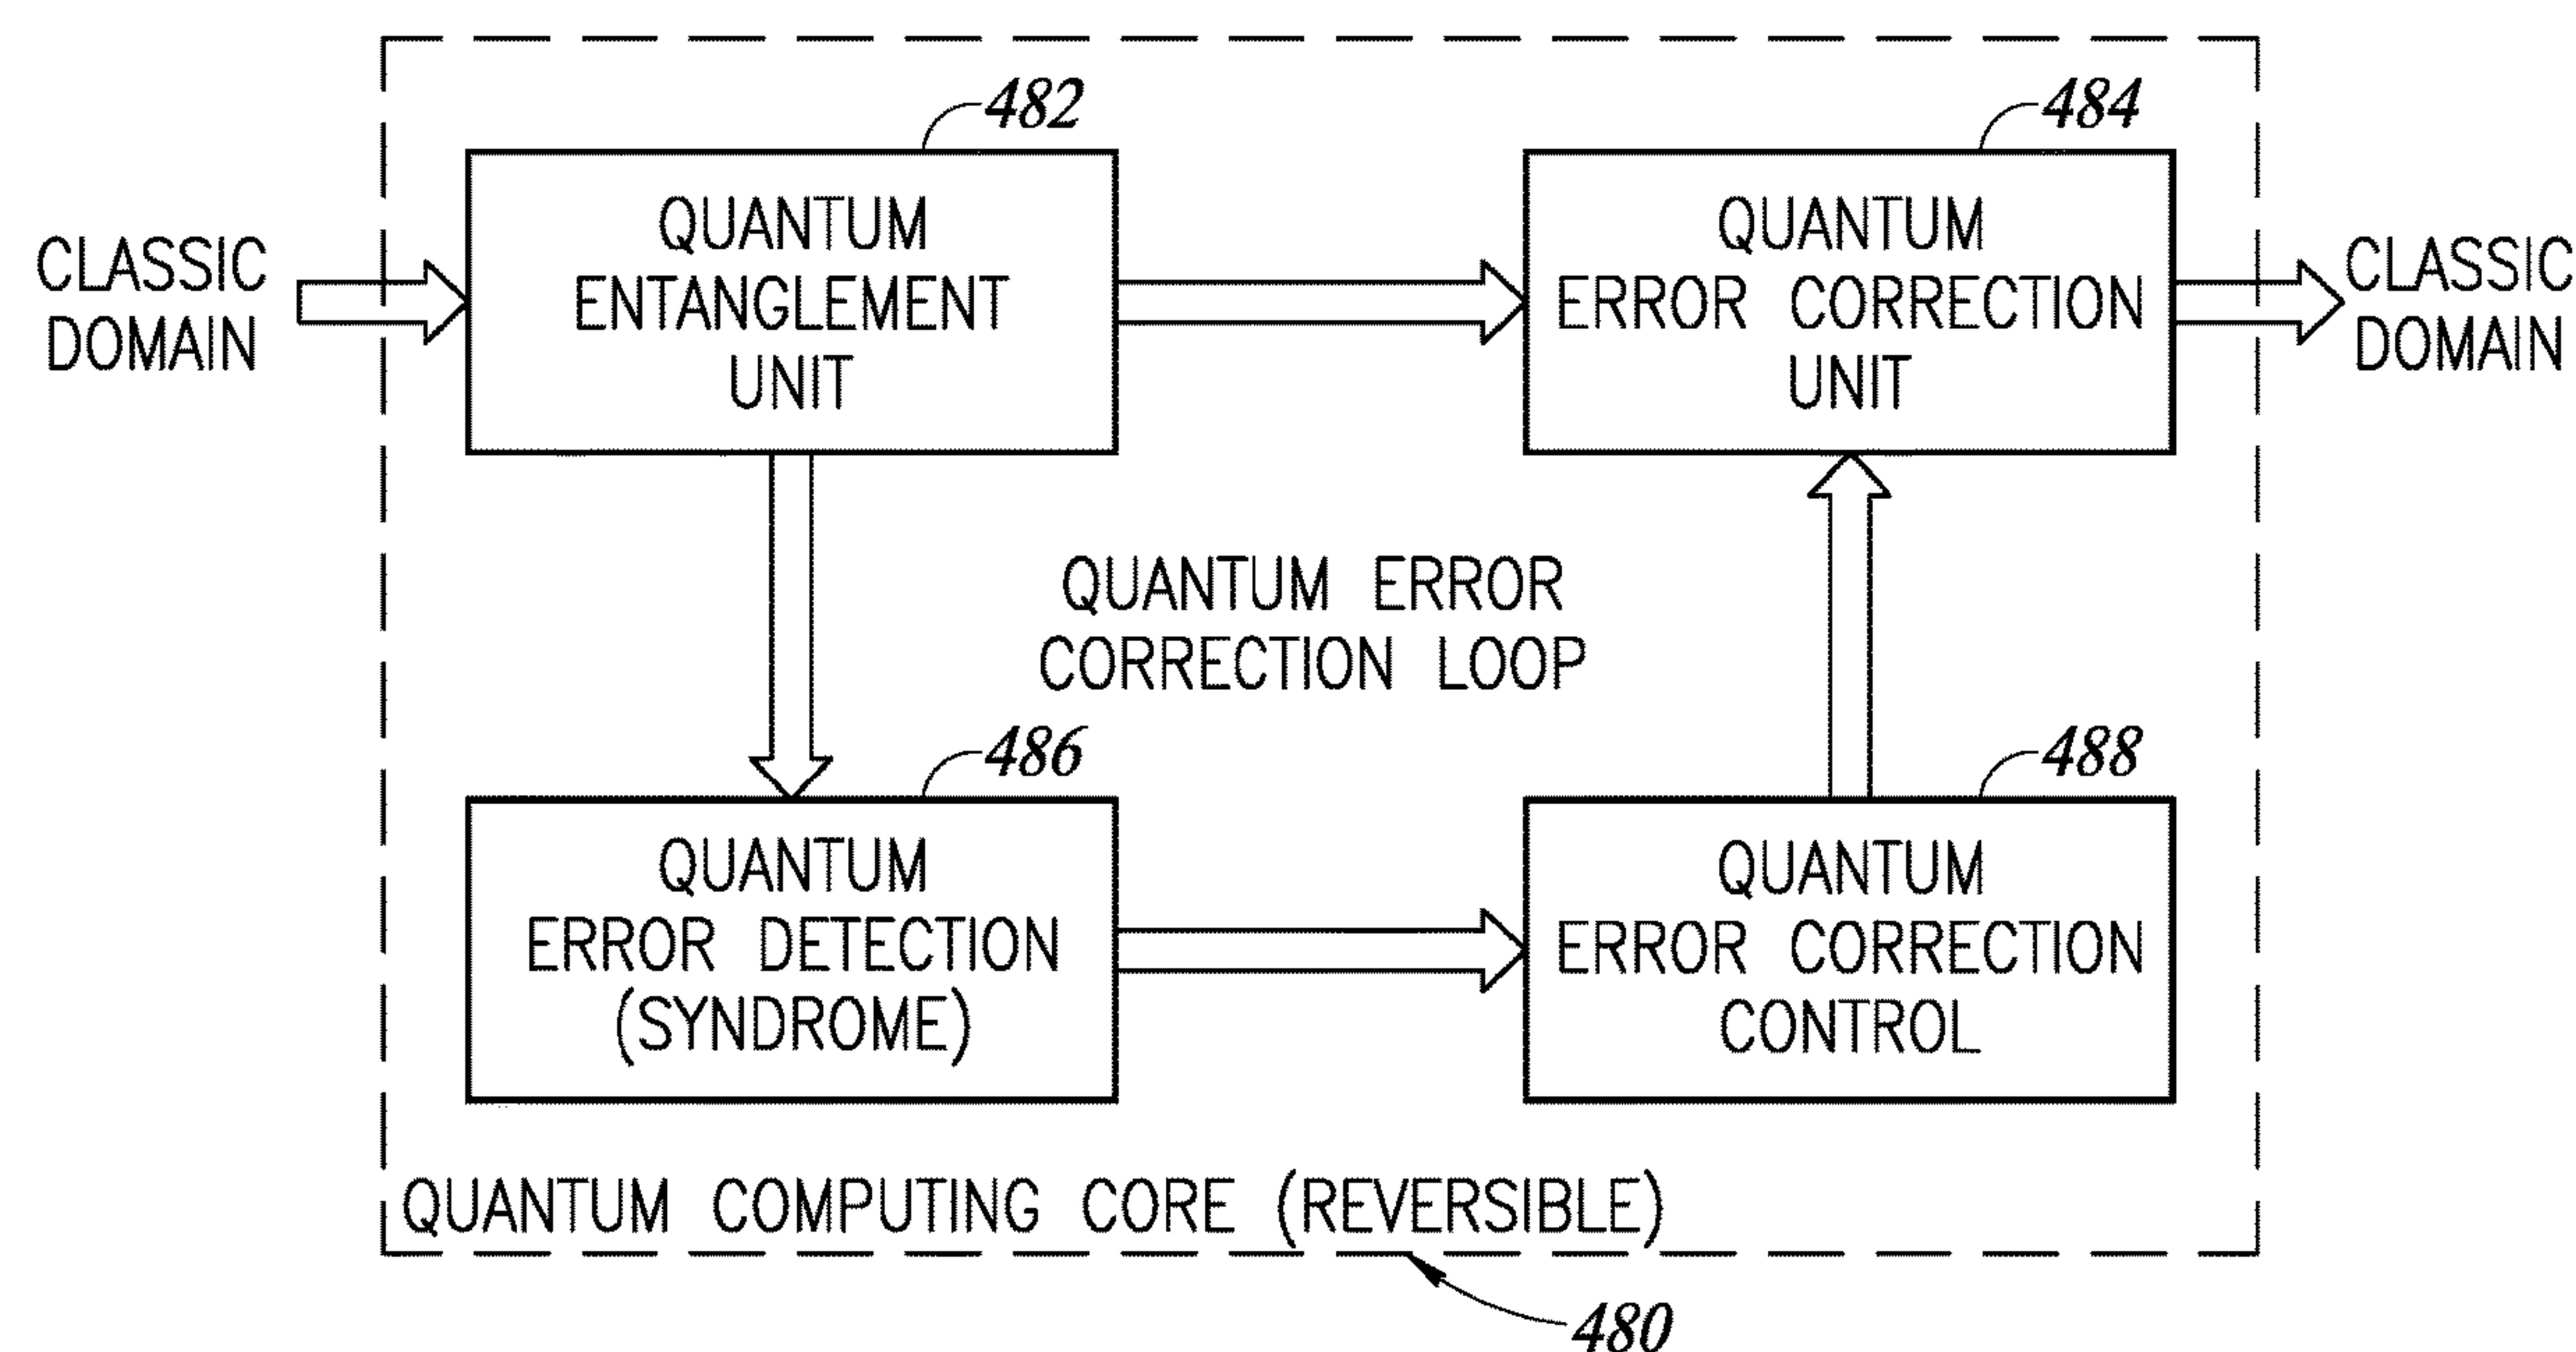 482
484
CLASSIC
DOMAIN
QUANTUM
ENTANGLEMENT
UNIT
QUANTUM
ERROR CORRECTION
UNIT
CLASSIC
DOMAIN
QUANTUM ERROR
CORRECTION LOOP
486
488
QUANTUM
ERROR DETECTION
(SYNDROME)
QUANTUM
ERROR CORRECTION
CONTROL
QUANTUM COMPUTING CORE (REVERSIBLE)
480